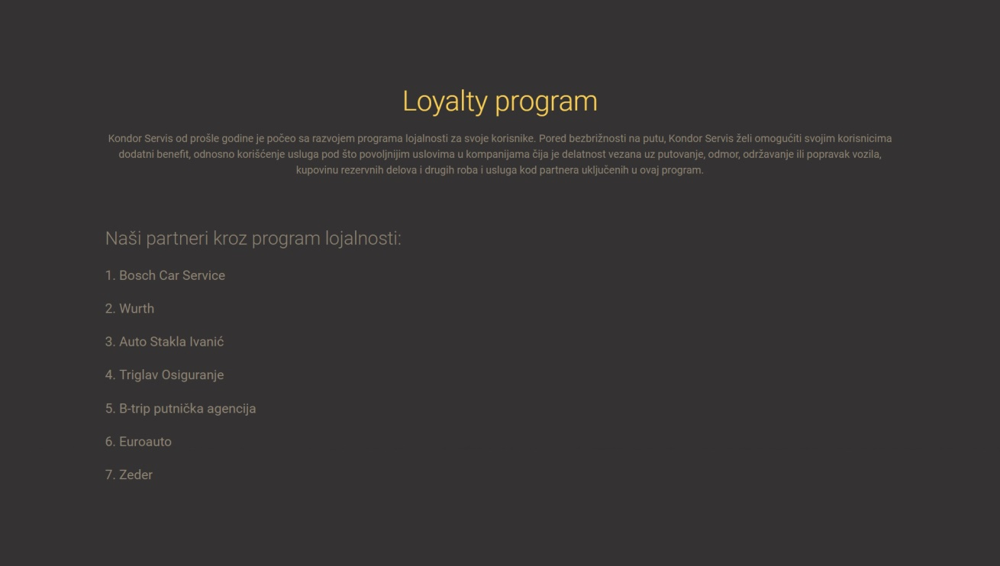 Loyalty program
Kondor Servis od prošle godine je počeo sa razvojem programa lojalnosti za svoje korisnike. Pored bezbrižnosti na putu, Kondor Servis želi omogućiti svojim korisnicima
dodatni benefit, odnosno korišćenje usluga pod što povoljnijim uslovima u kompanijama čija je delatnost vezana uz putovanje, odmor, održavanje ili popravak vozila,
kupovinu rezervnih delova i drugih roba i usluga kod partnera uključenih u ovaj program.
Naši partneri kroz program lojalnosti:
1. Bosch Car Service
2. Wurth
3. Auto Stakla Ivanić
4. Triglav Osiguranje
5. B-trip putnička agencija
6. Euroauto
7. Zeder